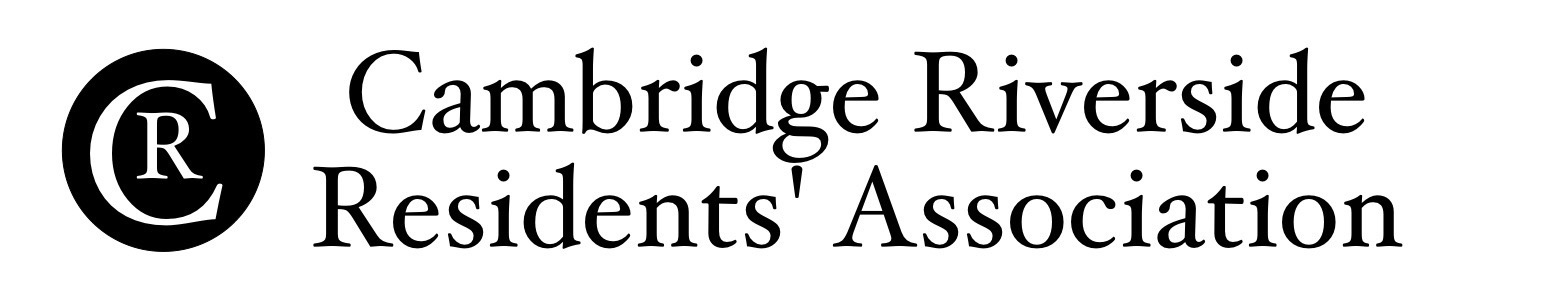 CR
Cambridge Riverside
Residents' Association